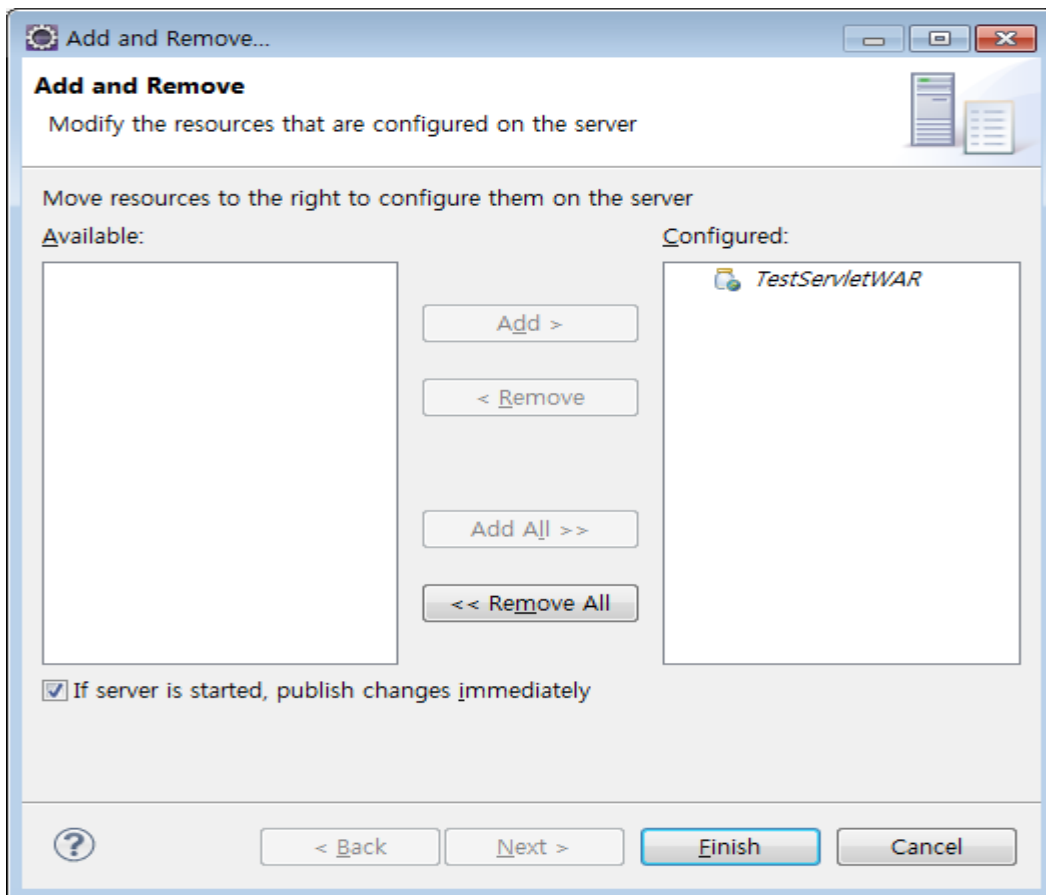 Add and Remove...
Add and Remove
Modify the resources that are configured on the server
Move resources to the right to configure them on the server
Available:
Configured:
TestServletWAR
Add >
< Remove
Add All >>
<< Remove All
If server is started, publish changes immediately
?
< Back
Next >
Finish
Cancel